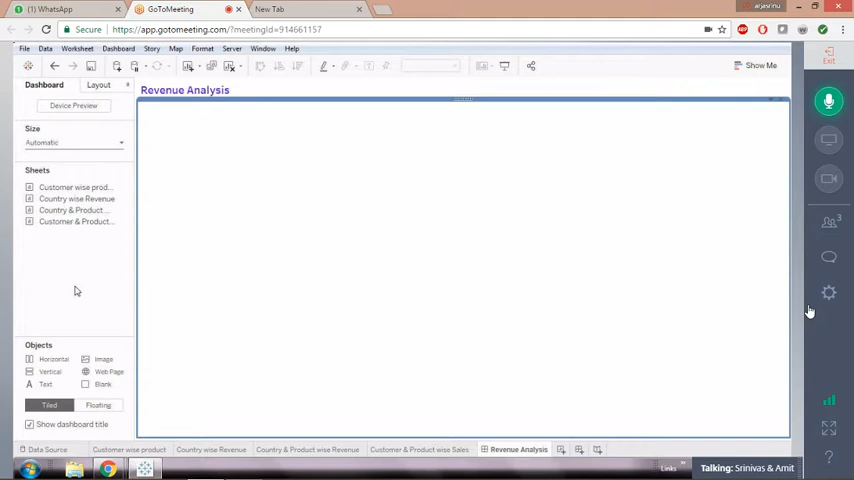 (1) WhatsApp
GoToMeeting
New Tab
arjasrinu
Secure
https://app.gotomeeting.com/?meetingId=914661157
File Data Worksheet Dashboard Story Map Format Server Window Help
Exit
Show Me
Dashboard Layout
Revenue Analysis
Device Preview
Size
Automatic
Sheets
Customer wise prod...
Country wise Revenue
Country & Product ...
Customer & Product...
3
Objects
Horizontal Image
Vertical Web Page
A Text Blank
Tiled Floating
Show dashboard title
Data Source Customer wise product Country wise Revenue Country & Product wise Revenue Customer & Product wise Sales Revenue Analysis
Links
Talking: Srinivas & Amit